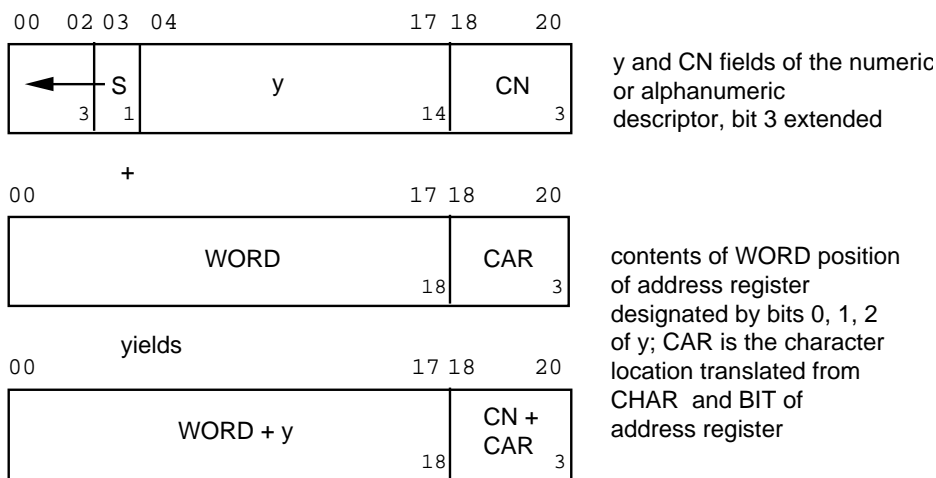 00 02 03 04 17 18 20
S y CN
3 1 14 3
y and CN fields of the numeric
or alphanumeric
descriptor, bit 3 extended
+
00 17 18 20
WORD CAR
18 3
contents of WORD position
of address register
designated by bits 0, 1, 2
of y; CAR is the character
location translated from
CHAR and BIT of
address register
yields
00 17 18 20
WORD + y CN +
CAR
18 3